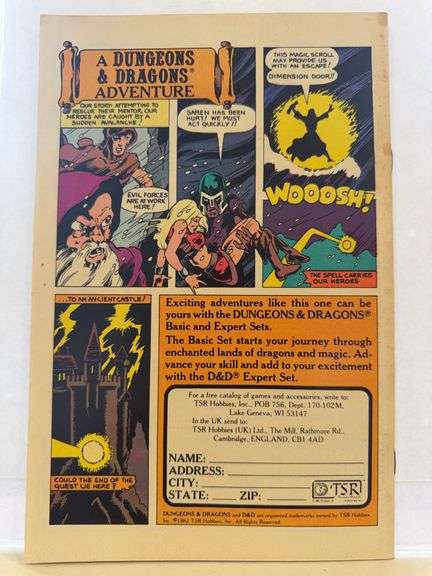 A DUNGEONS
& DRAGONS®
ADVENTURE
OUR STORY: ATTEMPTING TO
RESCUE THEIR MENTOR, OUR
HEROES ARE CAUGHT BY A
SUDDEN AVALANCHE!
EVIL FORCES
ARE AT WORK
HERE!
SAREN HAS BEEN
HURT! WE MUST
ACT QUICKLY!!
THIS MAGIC SCROLL
MAY PROVIDE US
WITH AN ESCAPE!
DIMENSION DOOR!!
WOOOSH!
THE SPELL CARRIES
OUR HEROES
...TO AN ANCIENT CASTLE!
COULD THE END OF THE
QUEST LIE HERE?
Exciting adventures like this one can be
yours with the DUNGEONS & DRAGONS®
Basic and Expert Sets.
The Basic Set starts your journey through
enchanted lands of dragons and magic. Ad-
vance your skill and add to your excitement
with the D&D® Expert Set.
For a free catalog of games and accessories, write to:
TSR Hobbies, Inc., POB 756, Dept. 170-102M,
Lake Geneva, WI 53147
In the UK send to:
TSR Hobbies (UK) Ltd., The Mill, Rathmore Rd.,
Cambridge, ENGLAND, CB1 4AD
NAME:
ADDRESS:
CITY:
STATE: ZIP:
TSR
DUNGEONS & DRAGONS and D&D are registered trademarks owned by TSR Hobbies
Inc. ©1982 TSR Hobbies, Inc. All Rights Reserved.